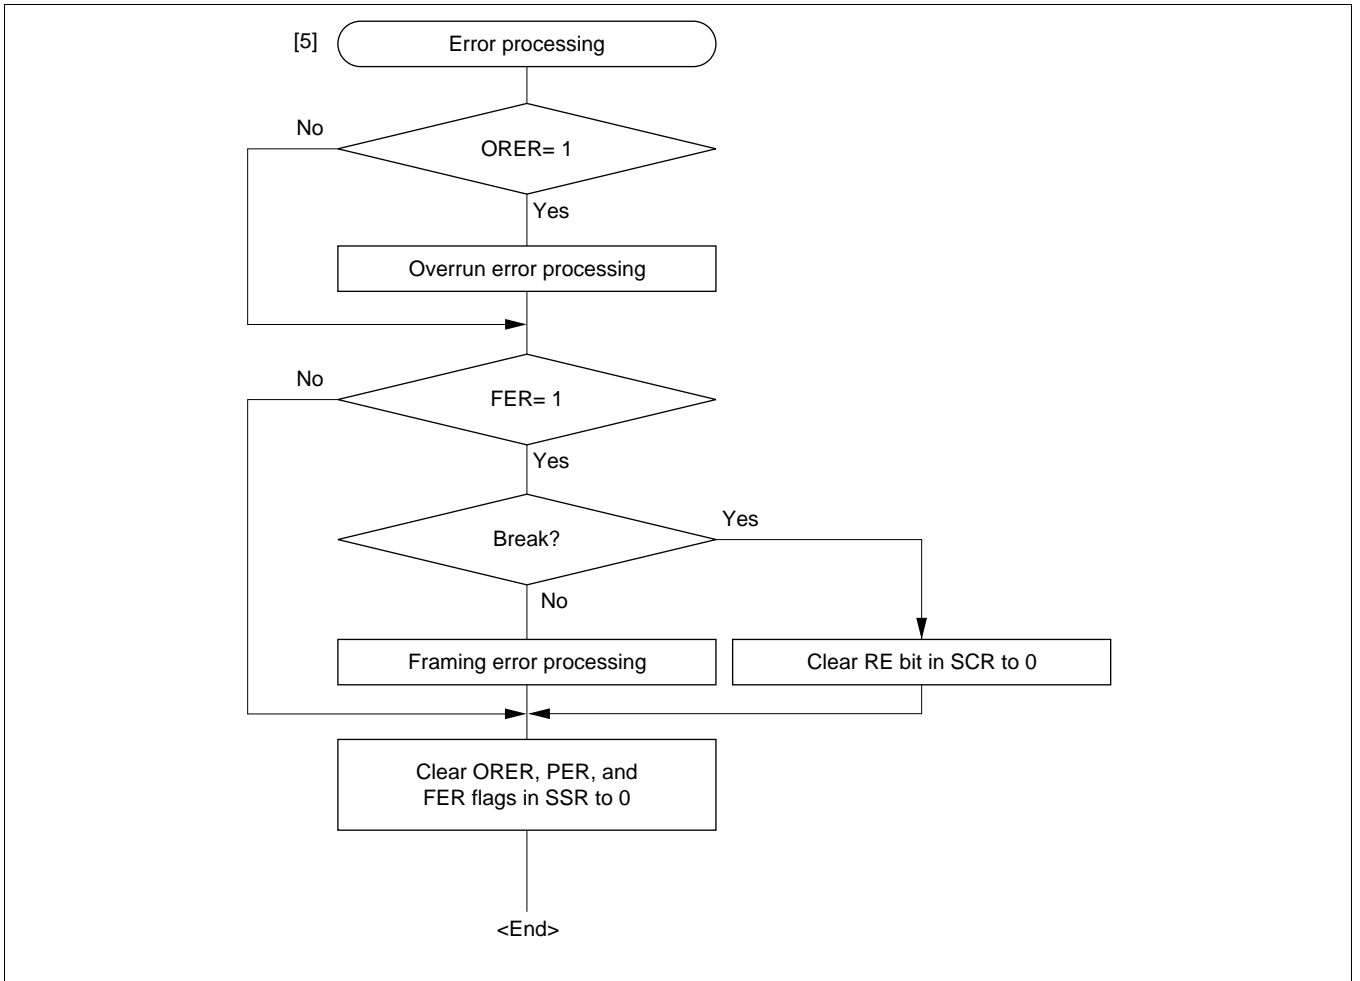 [5]
Error processing
No
ORER= 1
Yes
Overrun error processing
No
FER= 1
Yes
Break?
Yes
No
Framing error processing
Clear RE bit in SCR to 0
Clear ORER, PER, and
FER flags in SSR to 0
<End>